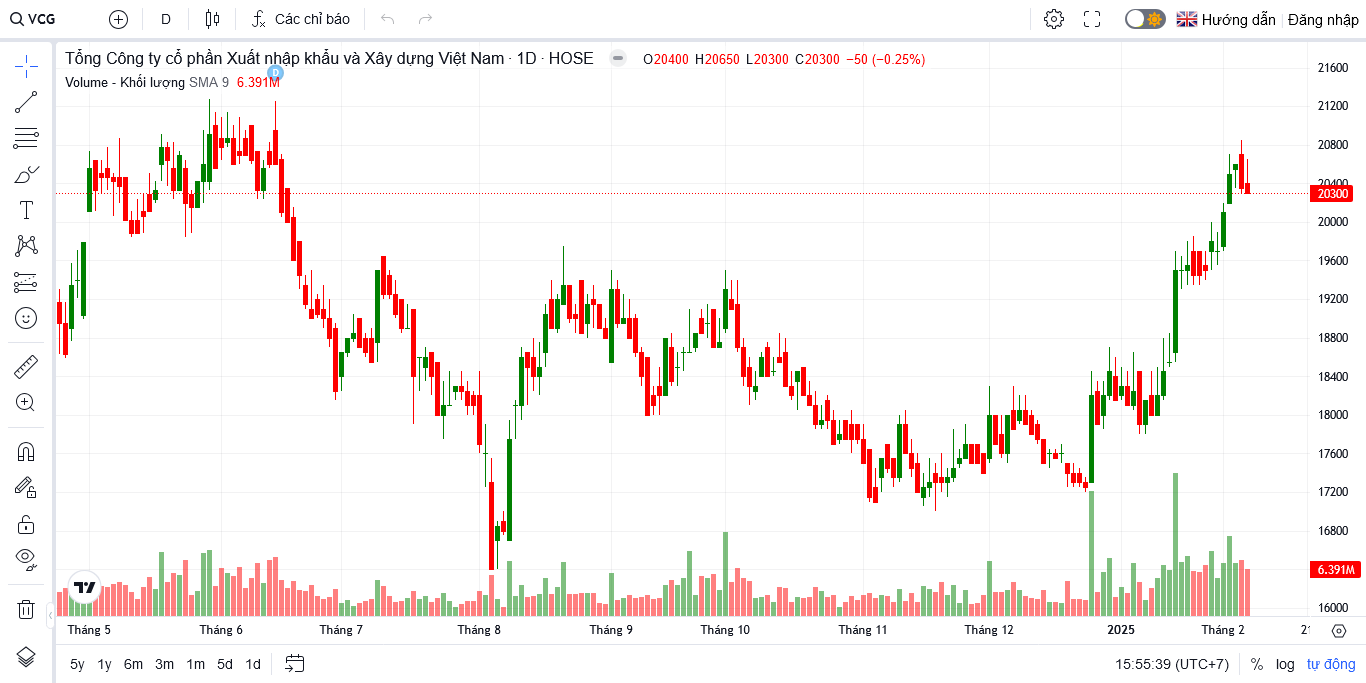 VCG D Các chỉ báo Hướng dẫn Đăng nhập
Tổng Công ty cổ phần Xuất nhập khẩu và Xây dựng Việt Nam · 1D · HOSE O20400 H20650 L20300 C20300 −50 (−0.25%)
Volume - Khối lượng SMA 9 6.391M
D
21600
21200
20800
20400
20300
20000
19600
19200
18800
18400
18000
17600
17200
16800
6.391M
16000
Tháng 5 Tháng 6 Tháng 7 Tháng 8 Tháng 9 Tháng 10 Tháng 11 Tháng 12 2025 Tháng 2 21
5y 1y 6m 3m 1m 5d 1d 15:55:39 (UTC+7) % log tự động